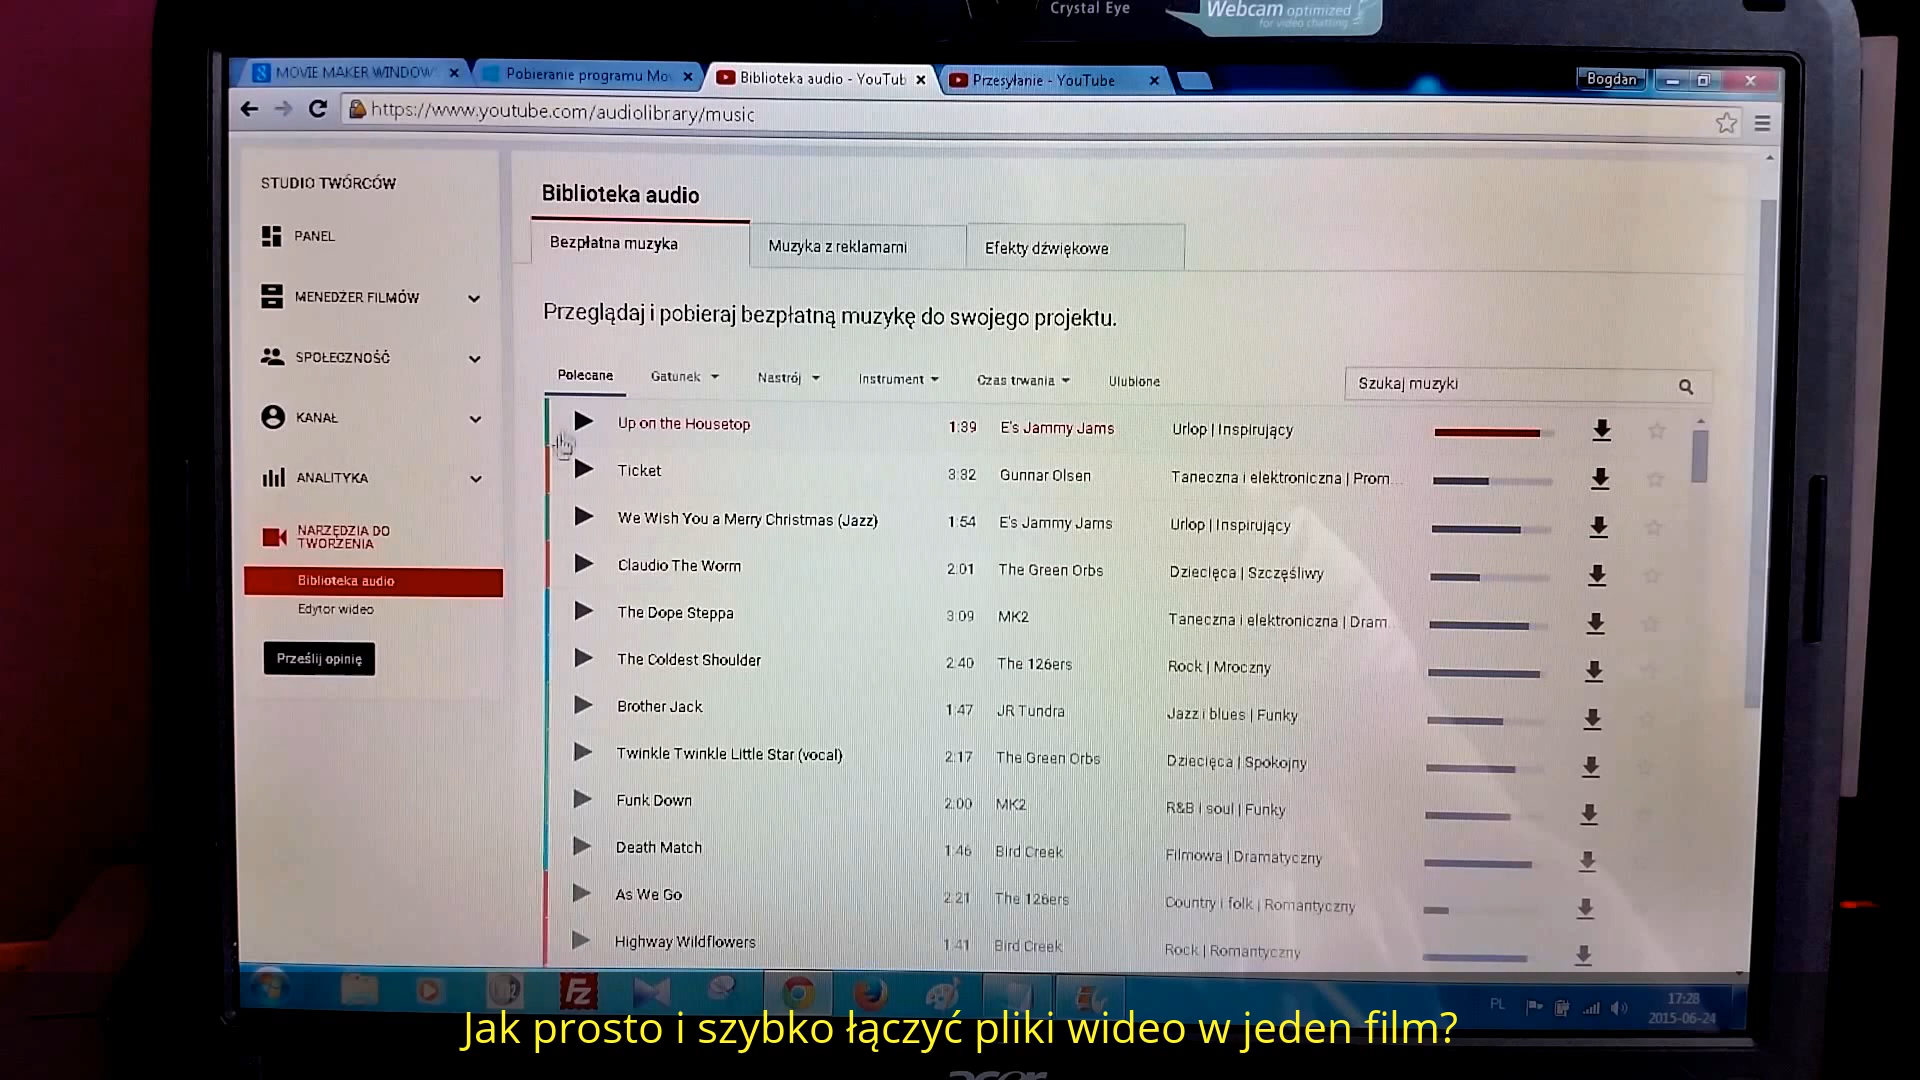 Crystal Eye
Webcam optimized
for video chatting
MOVIE MAKER WINDOW
Pobieranie programu Mo
Biblioteka audio - YouTub
Przesyłanie - YouTube
Bogdan
https://www.youtube.com/audiolibrary/music
STUDIO TWÓRCÓW
PANEL
MENEDŻER FILMÓW
SPOŁECZNOŚĆ
KANAŁ
ANALITYKA
NARZĘDZIA DO
TWORZENIA
Biblioteka audio
Edytor wideo
Prześlij opinię
Biblioteka audio
Bezpłatna muzyka Muzyka z reklamami Efekty dźwiękowe
Przeglądaj i pobieraj bezpłatną muzykę do swojego projektu.
Polecane Gatunek Nastrój Instrument Czas trwania Ulubione Szukaj muzyki
Up on the Housetop 1:39 E's Jammy Jams Urlop | Inspirujący
Ticket 3:32 Gunnar Olsen Taneczna i elektroniczna | Prom...
We Wish You a Merry Christmas (Jazz) 1:54 E's Jammy Jams Urlop | Inspirujący
Claudio The Worm 2:01 The Green Orbs Dziecięca | Szczęśliwy
The Dope Steppa 3:09 MK2 Taneczna i elektroniczna | Dram...
The Coldest Shoulder 2:40 The 126ers Rock | Mroczny
Brother Jack 1:47 JR Tundra Jazz i blues | Funky
Twinkle Twinkle Little Star (vocal) 2:17 The Green Orbs Dziecięca | Spokojny
Funk Down 2:00 MK2 R&B i soul | Funky
Death Match 1:46 Bird Creek Filmowa | Dramatyczny
As We Go 2:21 The 126ers Country i folk | Romantyczny
Highway Wildflowers 1:41 Bird Creek Rock | Romantyczny
Fz
PL
17:28
2015-06-24
Jak prosto i szybko łączyć pliki wideo w jeden film?
acer